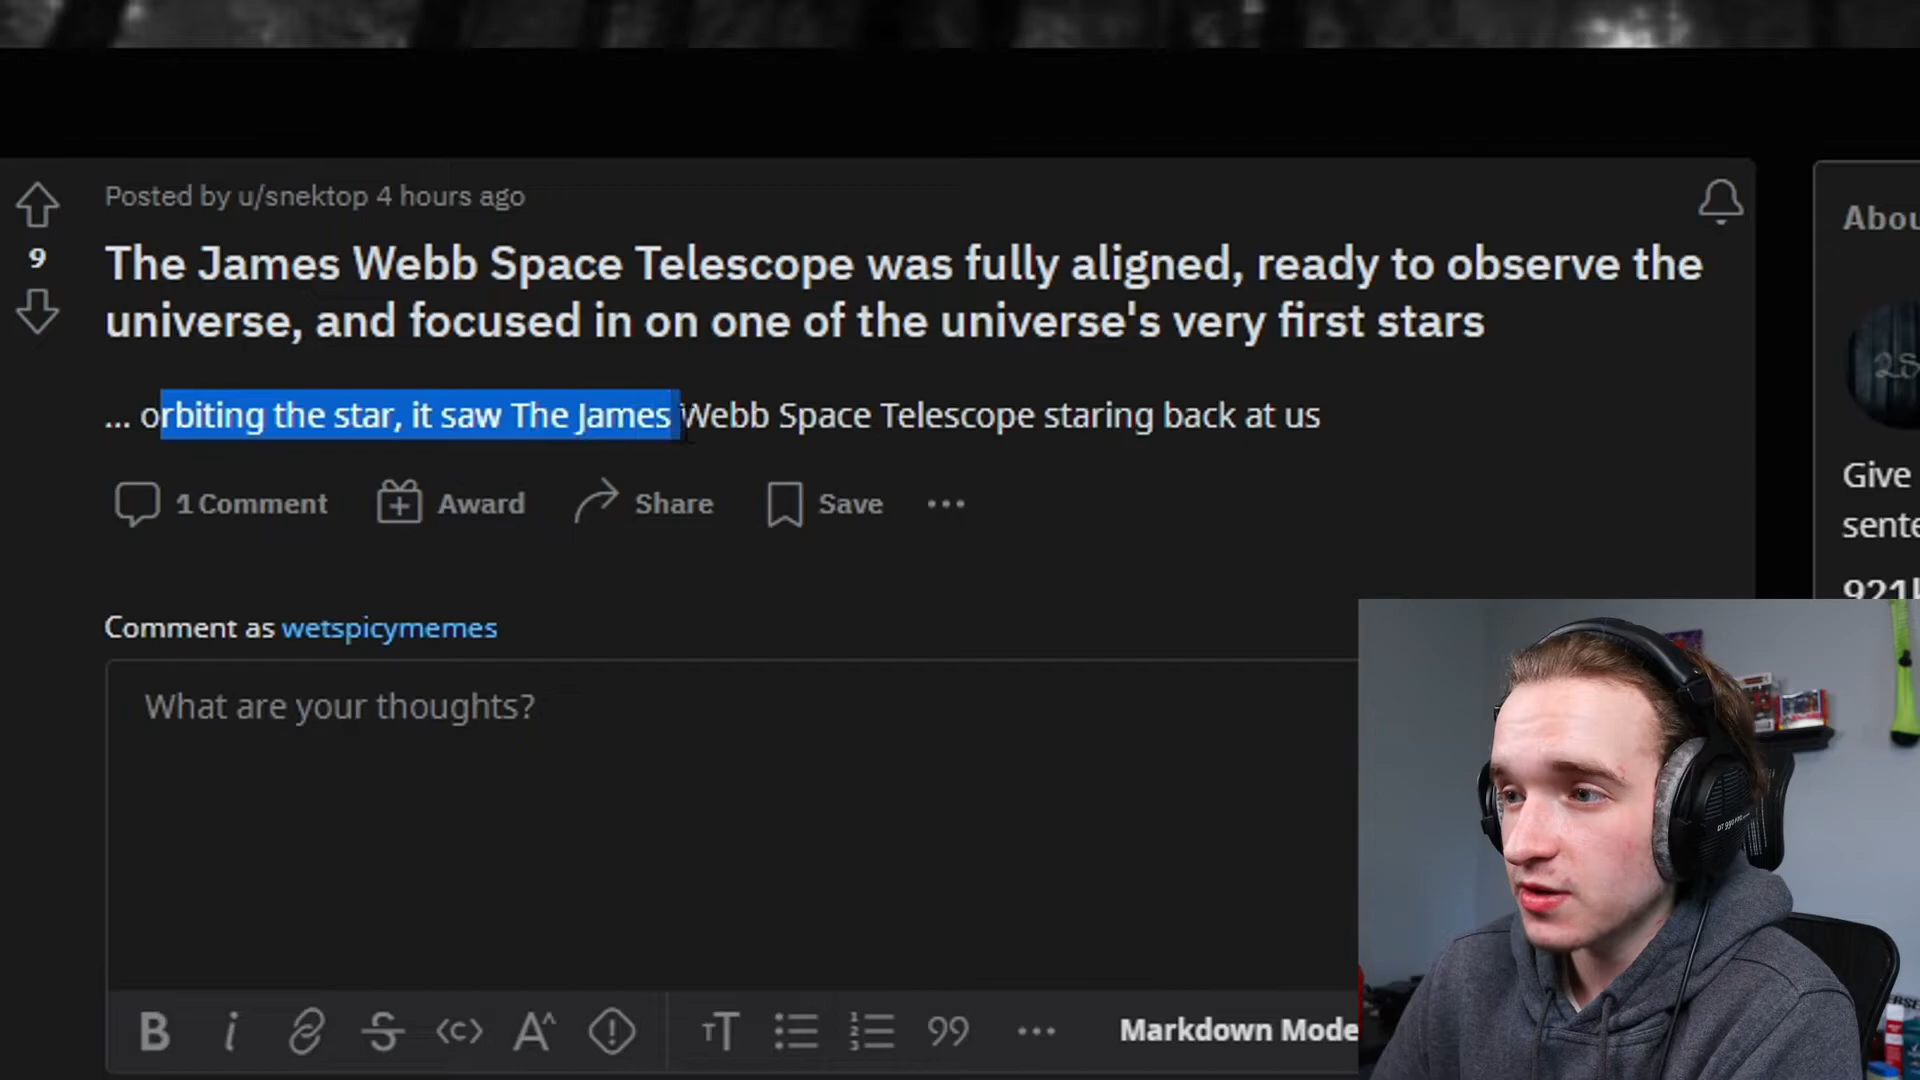 Posted by u/snektop 4 hours ago
9
The James Webb Space Telescope was fully aligned, ready to observe the
universe, and focused in on one of the universe's very first stars
... orbiting the star, it saw The James Webb Space Telescope staring back at us
1 Comment
Award
Share
Save
Comment as wetspicymemes
What are your thoughts?
Markdown Mode
Abou
Give
sente
921k